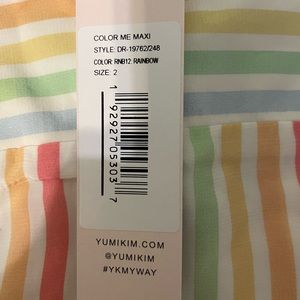 COLOR ME MAXI
STYLE: DR-19762/248
COLOR: RNB12. RAINBOW
SIZE: 2
1 92927 05303 7
YUMIKIM.COM
@YUMIKIM
#YKMYWAY